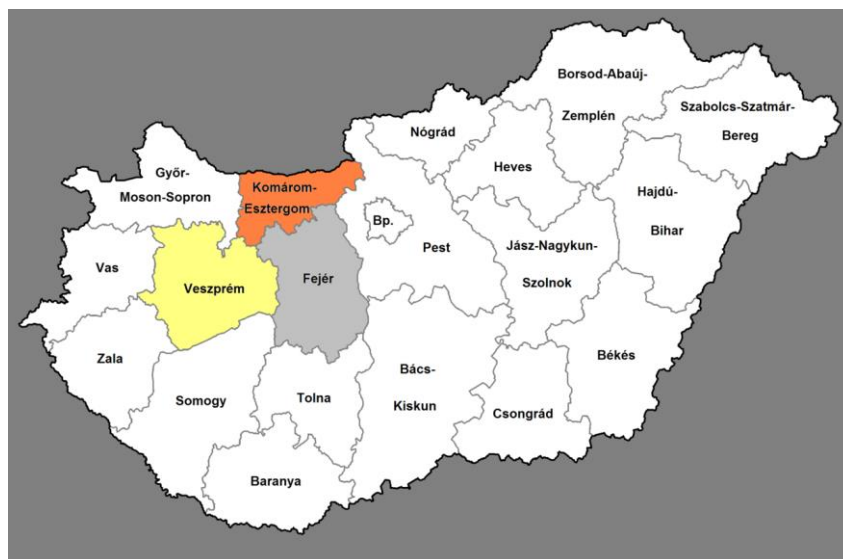 Borsod-Abaúj-
Zemplén
Szabolcs-Szatmár-
Bereg
Nógrád
Heves
Győr-
Moson-Sopron
Komárom-
Esztergom
Hajdú-
Bihar
Bp.
Pest
Jász-Nagykun-
Szolnok
Vas
Veszprém
Fejér
Zala
Békés
Somogy
Tolna
Bács-
Kiskun
Csongrád
Baranya